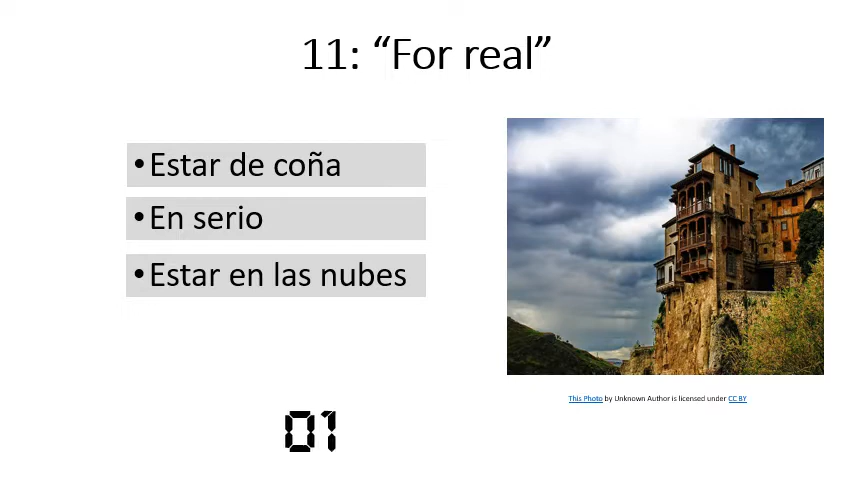 11: “For real”
•Estar de coña
•En serio
•Estar en las nubes
This Photo by Unknown Author is licensed under CC BY
01